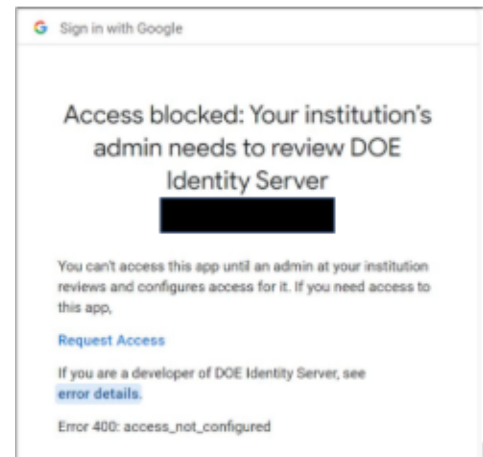 Sign in with Google
Access blocked: Your institution's
admin needs to review DOE
Identity Server
You can't access this app until an admin at your institution
reviews and configures access for it. If you need access to
this app,
Request Access
If you are a developer of DOE Identity Server, see
error details.
Error 400: access_not_configured